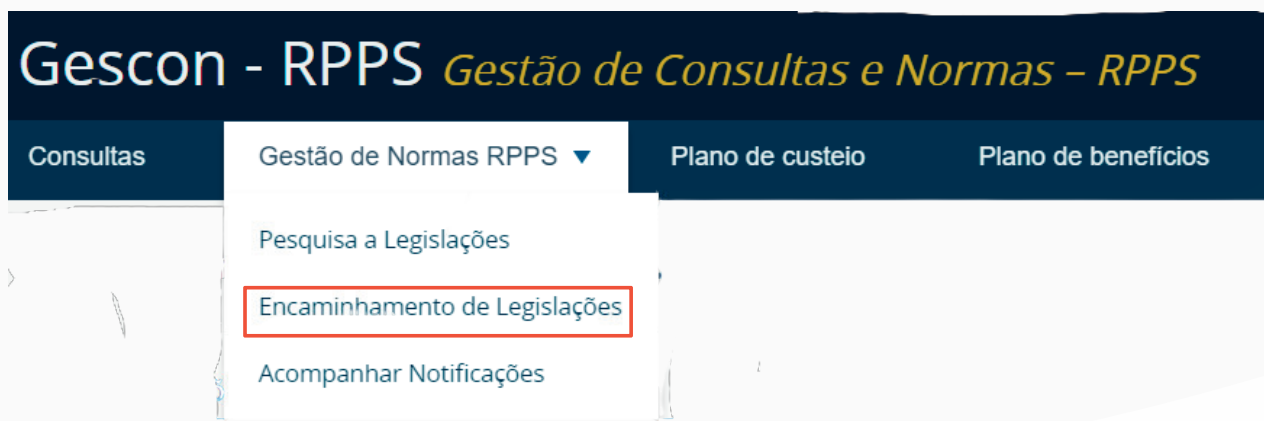 Gescon - RPPS Gestão de Consultas e Normas – RPPS
Consultas Gestão de Normas RPPS ▼ Plano de custeio Plano de benefícios
Pesquisa a Legislações
Encaminhamento de Legislações
Acompanhar Notificações